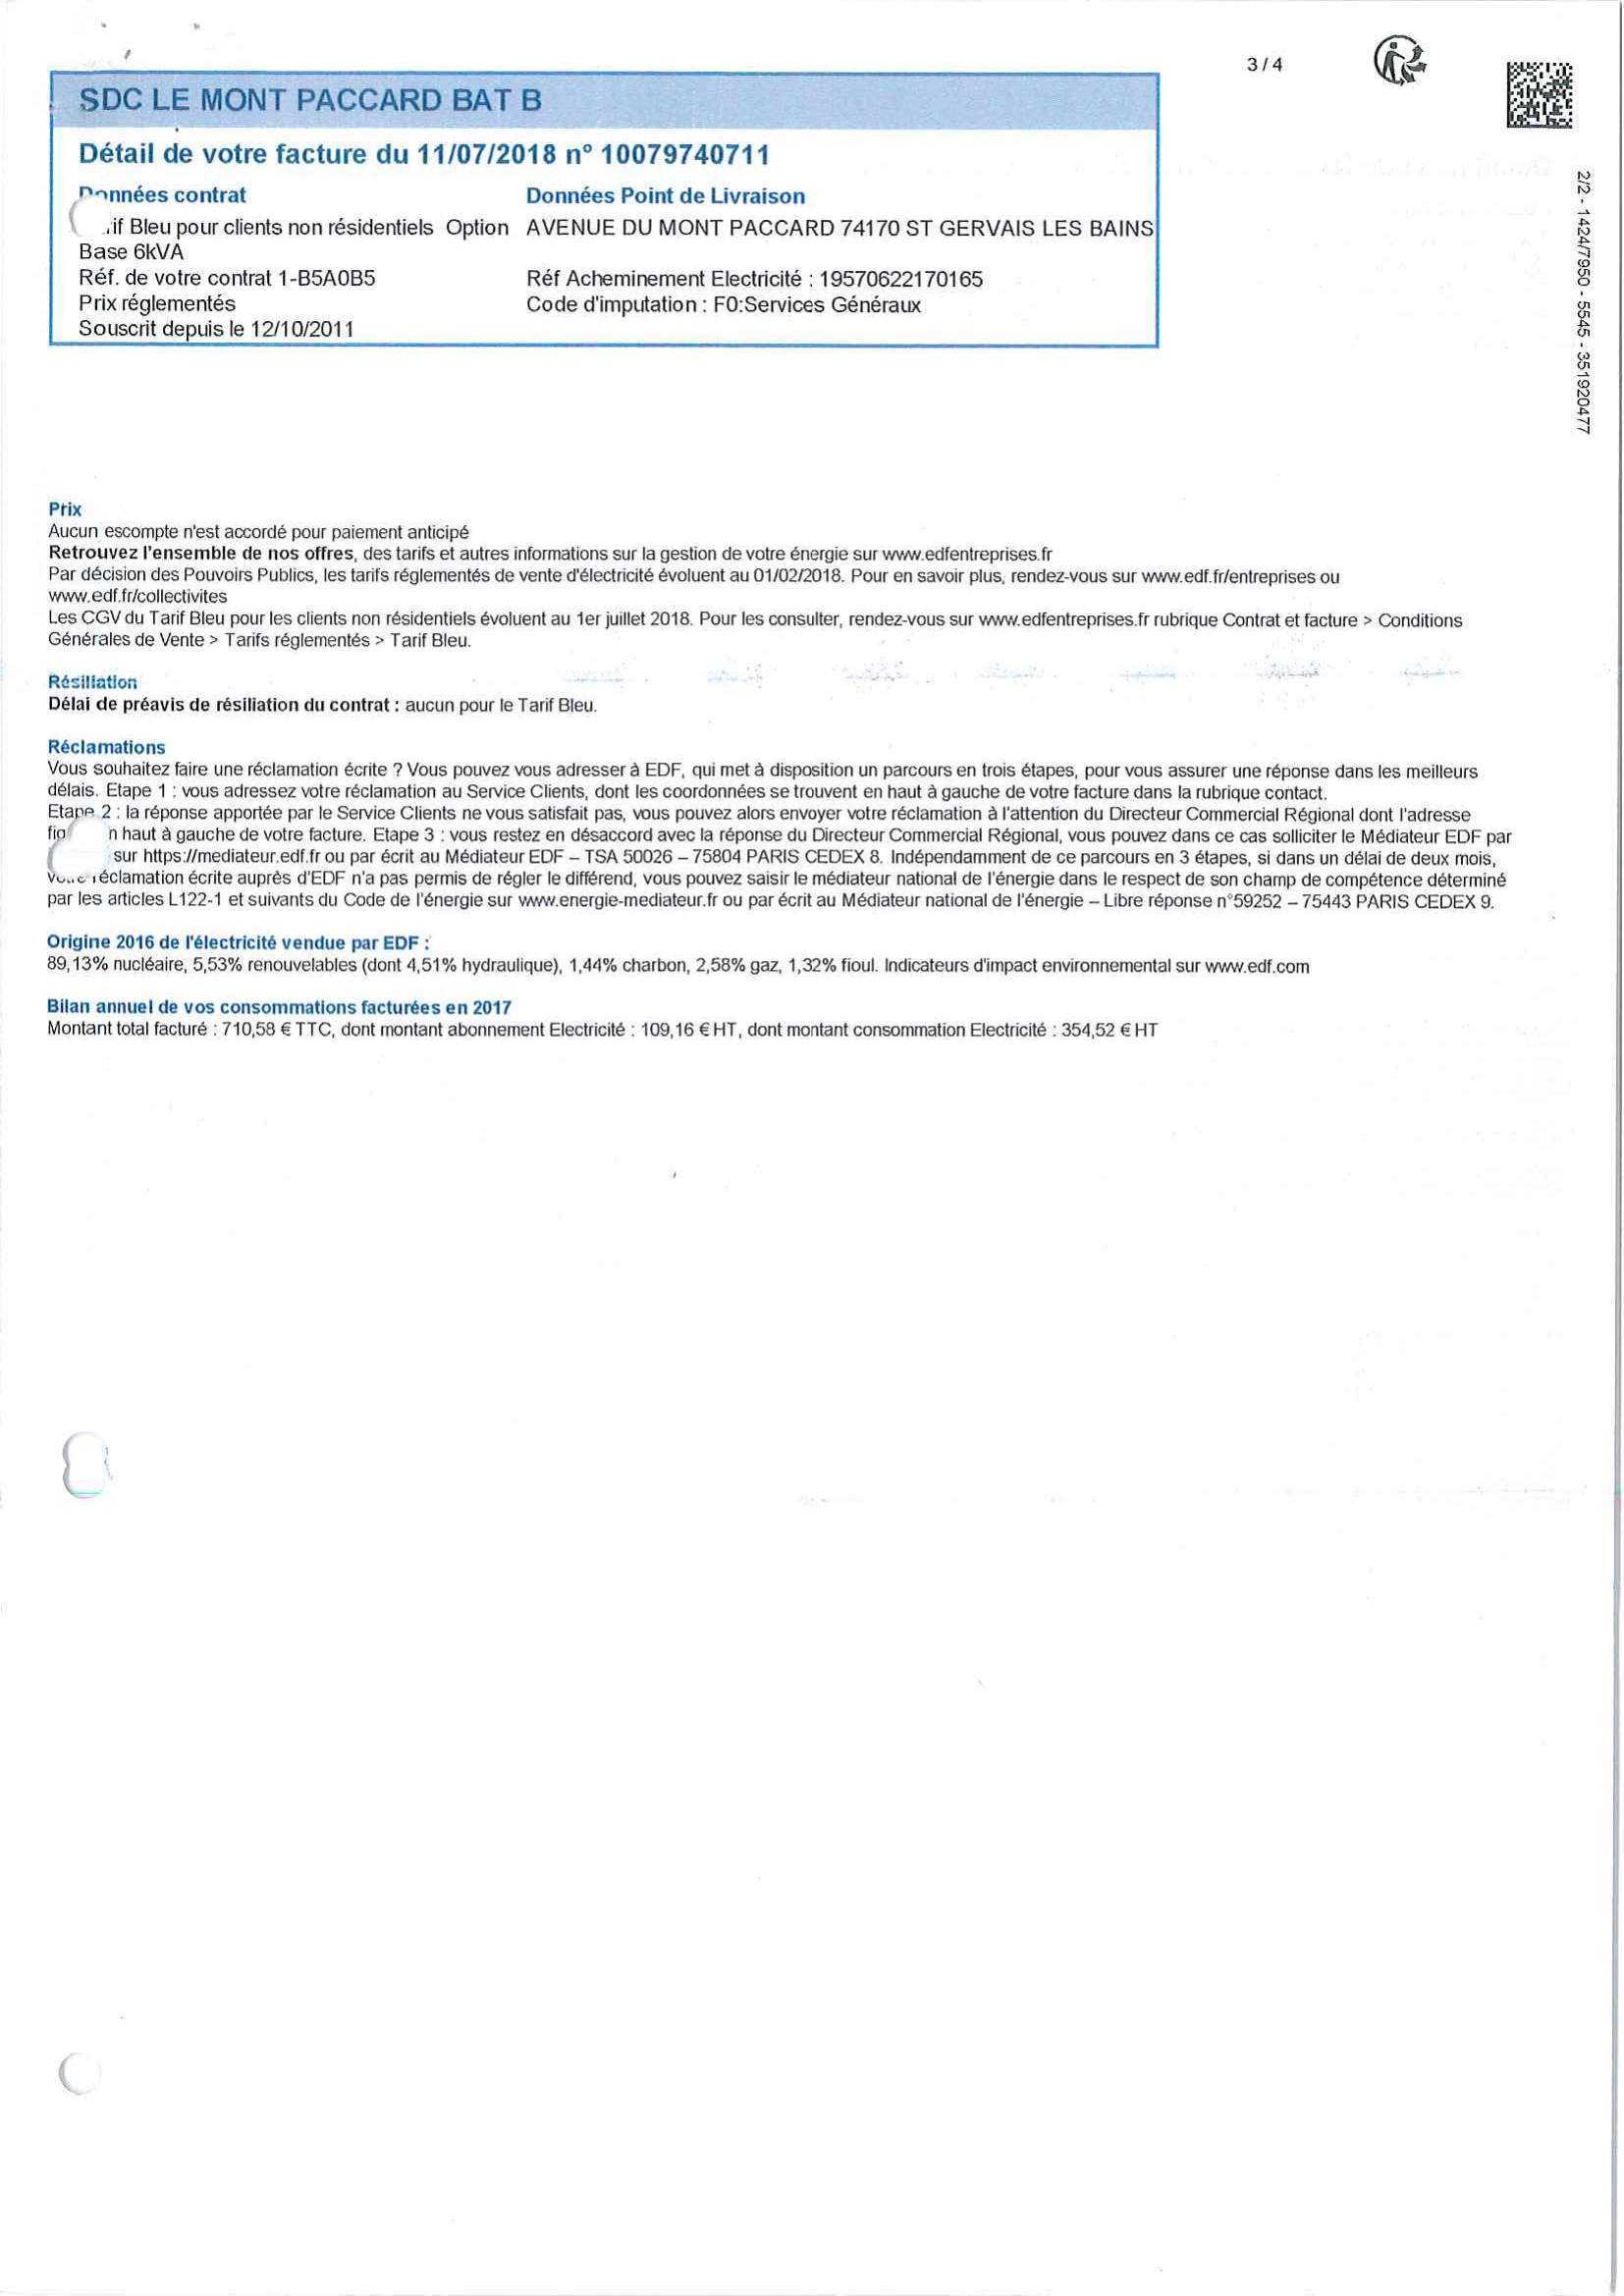 3 / 4
SDC LE MONT PACCARD BAT B
Détail de votre facture du 11/07/2018 n° 10079740711
Données contrat
Données Point de Livraison
Bleu pour clients non résidentiels Option
AVENUE DU MONT PACCARD 74170 ST GERVAIS LES BAINS
Base 6kVA
Réf. de votre contrat 1-B5A0B5
Réf Acheminement Electricité : 19570622170165
Prix réglementés
Code d'imputation : F0:Services Généraux
Souscrit depuis le 12/10/2011
2/2 - 1424/7950 - 5545 - 351920477
Prix
Aucun escompte n'est accordé pour paiement anticipé
Retrouvez l'ensemble de nos offres, des tarifs et autres informations sur la gestion de votre énergie sur www.edfentreprises.fr
Par décision des Pouvoirs Publics, les tarifs réglementés de vente d'électricité évoluent au 01/02/2018. Pour en savoir plus, rendez-vous sur www.edf.fr/entreprises ou
www.edf.fr/collectivites
Les CGV du Tarif Bleu pour les clients non résidentiels évoluent au 1er juillet 2018. Pour les consulter, rendez-vous sur www.edfentreprises.fr rubrique Contrat et facture > Conditions
Générales de Vente > Tarifs réglementés > Tarif Bleu.
Résiliation
Délai de préavis de résiliation du contrat : aucun pour le Tarif Bleu.
Réclamations
Vous souhaitez faire une réclamation écrite ? Vous pouvez vous adresser à EDF, qui met à disposition un parcours en trois étapes, pour vous assurer une réponse dans les meilleurs
délais. Etape 1 : vous adressez votre réclamation au Service Clients, dont les coordonnées se trouvent en haut à gauche de votre facture dans la rubrique contact.
Etape 2 : la réponse apportée par le Service Clients ne vous satisfait pas, vous pouvez alors envoyer votre réclamation à l'attention du Directeur Commercial Régional dont l'adresse
haut à gauche de votre facture. Etape 3 : vous restez en désaccord avec la réponse du Directeur Commercial Régional, vous pouvez dans ce cas solliciter le Médiateur EDF par
sur https://mediateur.edf.fr ou par écrit au Médiateur EDF – TSA 50026 – 75804 PARIS CEDEX 8. Indépendamment de ce parcours en 3 étapes, si dans un délai de deux mois,
réclamation écrite auprès d'EDF n'a pas permis de régler le différend, vous pouvez saisir le médiateur national de l'énergie dans le respect de son champ de compétence déterminé
par les articles L122-1 et suivants du Code de l'énergie sur www.energie-mediateur.fr ou par écrit au Médiateur national de l'énergie – Libre réponse n°59252 – 75443 PARIS CEDEX 9.
Origine 2016 de l'électricité vendue par EDF :
89,13% nucléaire, 5,53% renouvelables (dont 4,51% hydraulique), 1,44% charbon, 2,58% gaz, 1,32% fioul. Indicateurs d'impact environnemental sur www.edf.com
Bilan annuel de vos consommations facturées en 2017
Montant total facturé : 710,58 € TTC, dont montant abonnement Electricité : 109,16 € HT, dont montant consommation Electricité : 354,52 € HT